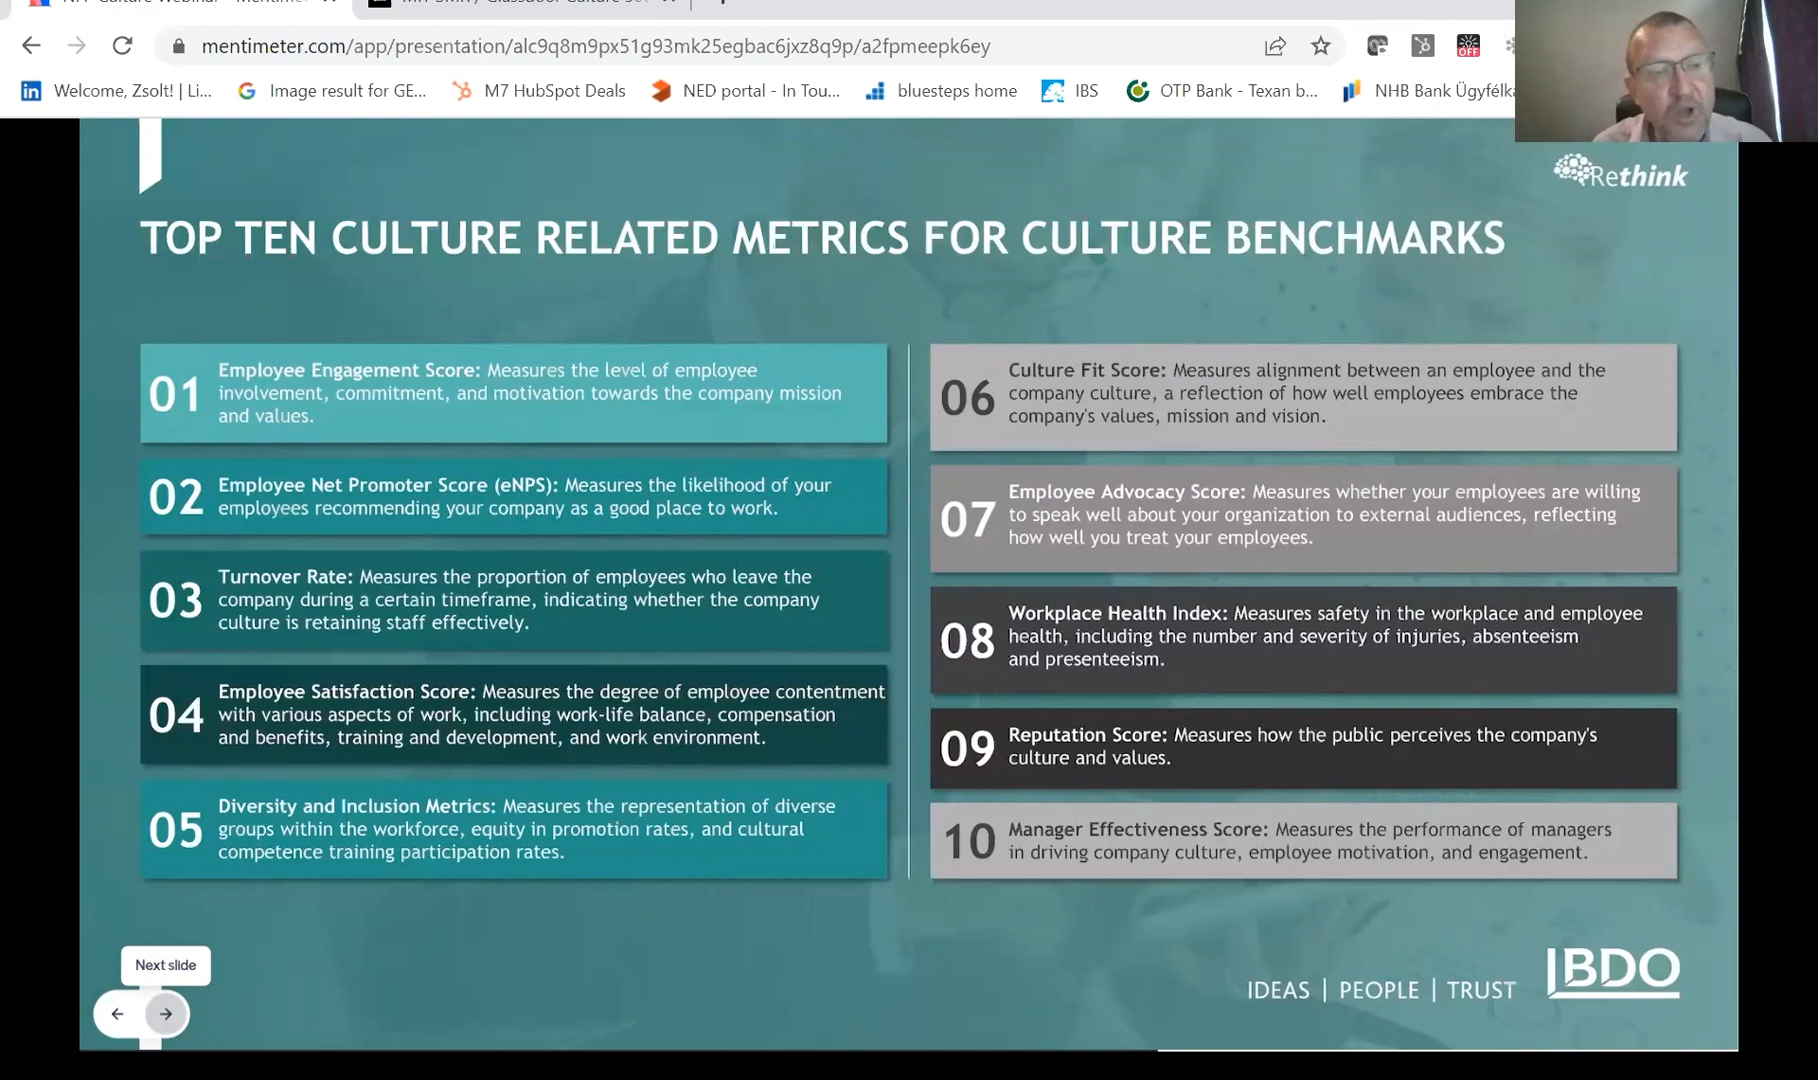 mentimeter.com/app/presentation/alc9q8m9px51g93mk25egbac6jxz8q9p/a2fpmeepk6ey
OFF
Welcome, Zsolt! | Li...
Image result for GE...
M7 HubSpot Deals
NED portal - In Tou...
bluesteps home
IBS
OTP Bank - Texan b...
NHB Bank Ügyfélka
Rethink
TOP TEN CULTURE RELATED METRICS FOR CULTURE BENCHMARKS
01
Employee Engagement Score: Measures the level of employee
involvement, commitment, and motivation towards the company mission
and values.
02
Employee Net Promoter Score (eNPS): Measures the likelihood of your
employees recommending your company as a good place to work.
03
Turnover Rate: Measures the proportion of employees who leave the
company during a certain timeframe, indicating whether the company
culture is retaining staff effectively.
04
Employee Satisfaction Score: Measures the degree of employee contentment
with various aspects of work, including work-life balance, compensation
and benefits, training and development, and work environment.
05
Diversity and Inclusion Metrics: Measures the representation of diverse
groups within the workforce, equity in promotion rates, and cultural
competence training participation rates.
06
Culture Fit Score: Measures alignment between an employee and the
company culture, a reflection of how well employees embrace the
company's values, mission and vision.
07
Employee Advocacy Score: Measures whether your employees are willing
to speak well about your organization to external audiences, reflecting
how well you treat your employees.
08
Workplace Health Index: Measures safety in the workplace and employee
health, including the number and severity of injuries, absenteeism
and presenteeism.
09
Reputation Score: Measures how the public perceives the company's
culture and values.
10
Manager Effectiveness Score: Measures the performance of managers
in driving company culture, employee motivation, and engagement.
Next slide
IDEAS | PEOPLE | TRUST
BDO